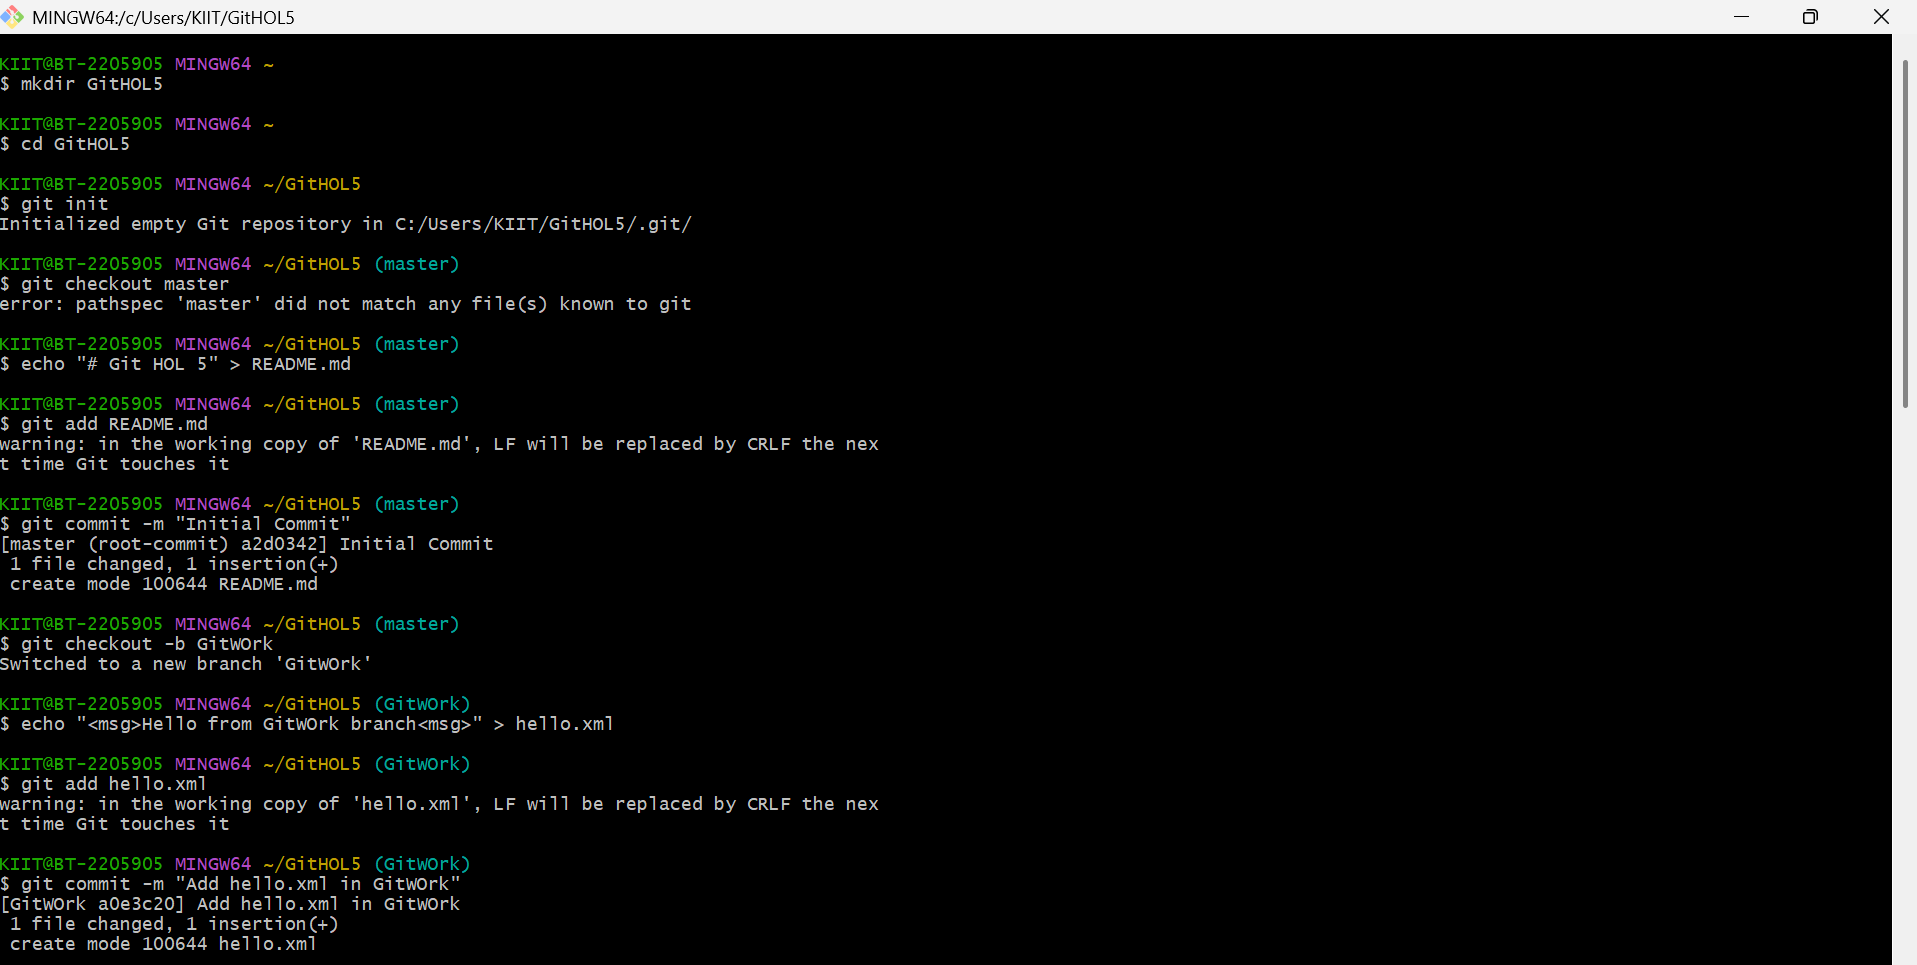 MINGW64:/c/Users/KIIT/GitHOL5
KIIT@BT-2205905 MINGW64 ~
$ mkdir GitHOL5
KIIT@BT-2205905 MINGW64 ~
$ cd GitHOL5
KIIT@BT-2205905 MINGW64 ~/GitHOL5
$ git init
Initialized empty Git repository in C:/Users/KIIT/GitHOL5/.git/
KIIT@BT-2205905 MINGW64 ~/GitHOL5 (master)
$ git checkout master
error: pathspec 'master' did not match any file(s) known to git
KIIT@BT-2205905 MINGW64 ~/GitHOL5 (master)
$ echo "# Git HOL 5" > README.md
KIIT@BT-2205905 MINGW64 ~/GitHOL5 (master)
$ git add README.md
warning: in the working copy of 'README.md', LF will be replaced by CRLF the nex
t time Git touches it
KIIT@BT-2205905 MINGW64 ~/GitHOL5 (master)
$ git commit -m "Initial Commit"
[master (root-commit) a2d0342] Initial Commit
 1 file changed, 1 insertion(+)
 create mode 100644 README.md
KIIT@BT-2205905 MINGW64 ~/GitHOL5 (master)
$ git checkout -b GitWOrk
Switched to a new branch 'GitWOrk'
KIIT@BT-2205905 MINGW64 ~/GitHOL5 (GitWOrk)
$ echo "<msg>Hello from GitWOrk branch<msg>" > hello.xml
KIIT@BT-2205905 MINGW64 ~/GitHOL5 (GitWOrk)
$ git add hello.xml
warning: in the working copy of 'hello.xml', LF will be replaced by CRLF the nex
t time Git touches it
KIIT@BT-2205905 MINGW64 ~/GitHOL5 (GitWOrk)
$ git commit -m "Add hello.xml in GitWOrk"
[GitWOrk a0e3c20] Add hello.xml in GitWOrk
 1 file changed, 1 insertion(+)
 create mode 100644 hello.xml